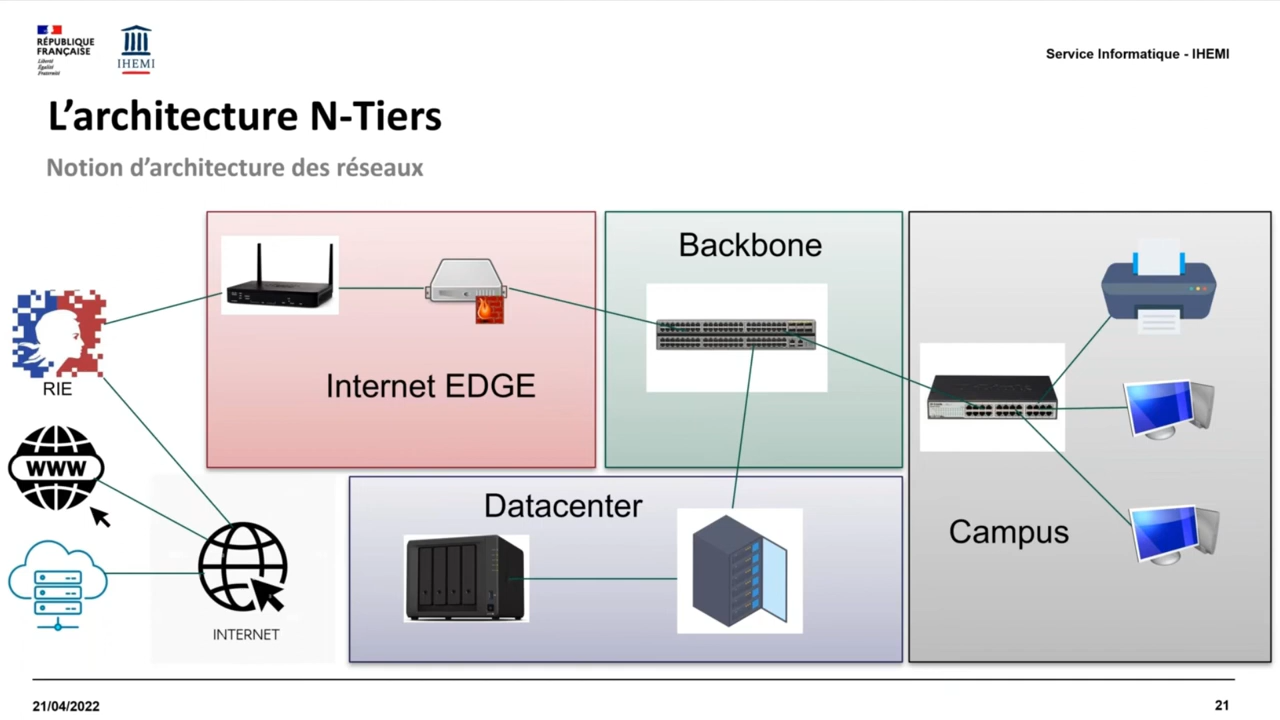 RÉPUBLIQUE
FRANÇAISE
Liberté
Égalité
Fraternité
IHEMI
Service Informatique - IHEMI
L’architecture N-Tiers
Notion d’architecture des réseaux
Backbone
Internet EDGE
RIE
WWW
Datacenter
Campus
INTERNET
21/04/2022
21